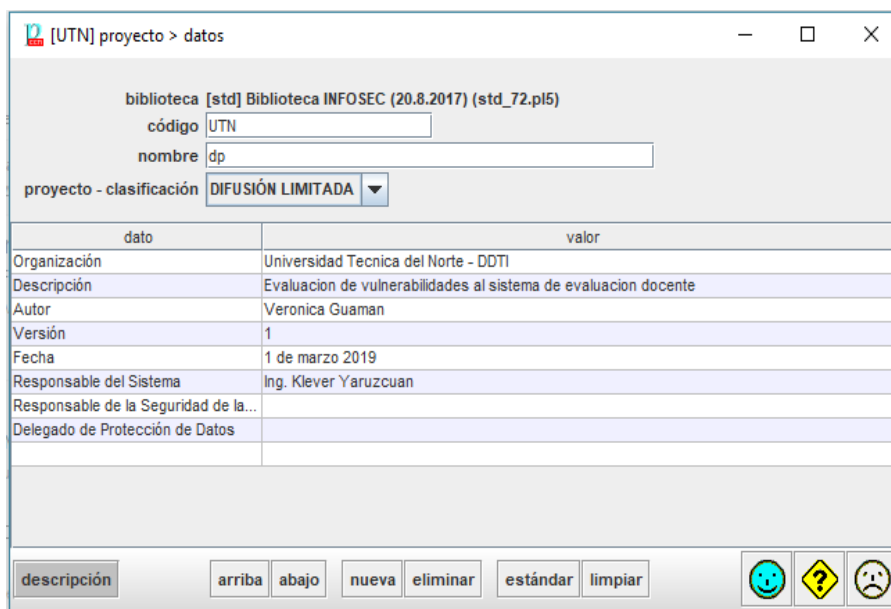 [UTN] proyecto > datos
biblioteca [std] Biblioteca INFOSEC (20.8.2017) (std_72.pl5)
código UTN
nombre dp
proyecto - clasificación DIFUSIÓN LIMITADA
dato valor
Organización Universidad Tecnica del Norte - DDTI
Descripción Evaluacion de vulnerabilidades al sistema de evaluacion docente
Autor Veronica Guaman
Versión 1
Fecha 1 de marzo 2019
Responsable del Sistema Ing. Klever Yaruzcuan
Responsable de la Seguridad de la...
Delegado de Protección de Datos
descripción arriba abajo nueva eliminar estándar limpiar ?